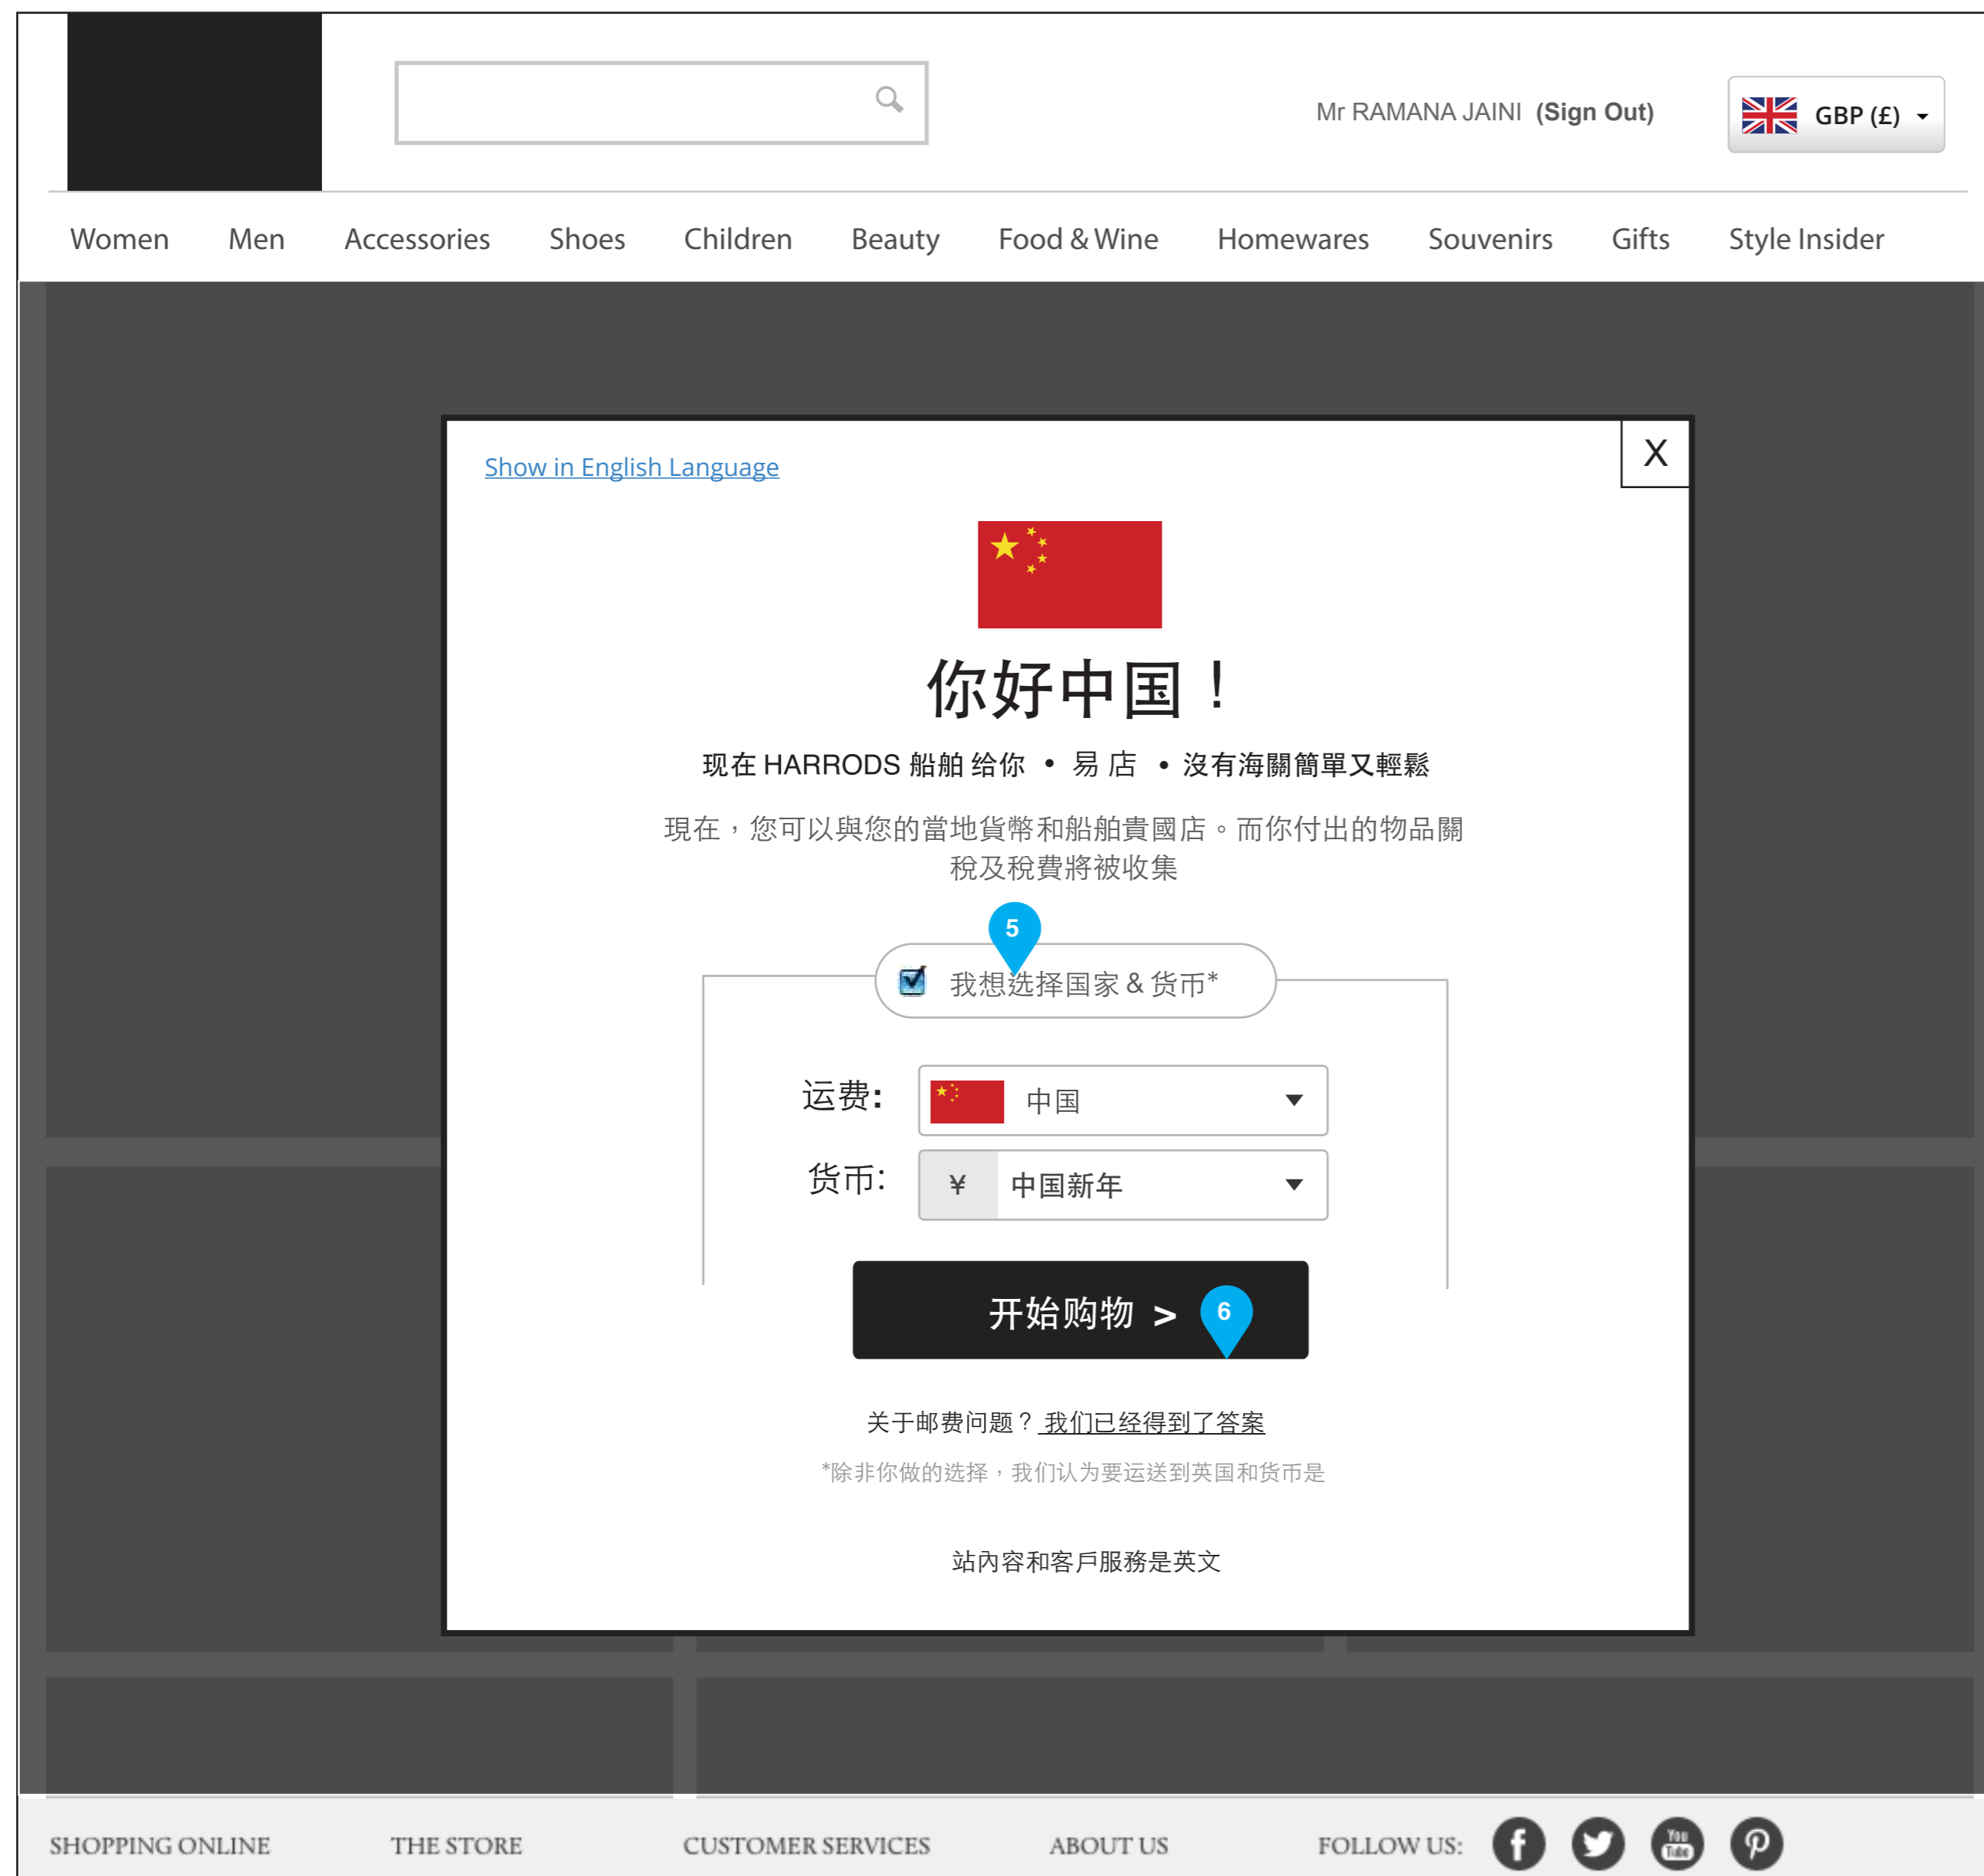 Mr RAMANA JAINI (Sign Out)
GBP (£)
Women Men Accessories Shoes Children Beauty Food & Wine Homewares Souvenirs Gifts Style Insider
Show in English Language
X
你好中国！
现在 HARRODS 船舶 给你 • 易 店 • 沒有海關簡單又輕鬆
現在，您可以與您的當地貨幣和船舶貴國店。而你付出的物品關
稅及稅費將被收集
5
我想选择国家 & 货币*
运费: 中国
货币: ¥ 中国新年
开始购物 > 6
关于邮费问题？ 我们已经得到了答案
*除非你做的选择，我们认为要运送到英国和货币是
站內容和客戶服務是英文
SHOPPING ONLINE THE STORE CUSTOMER SERVICES ABOUT US FOLLOW US: You Tube